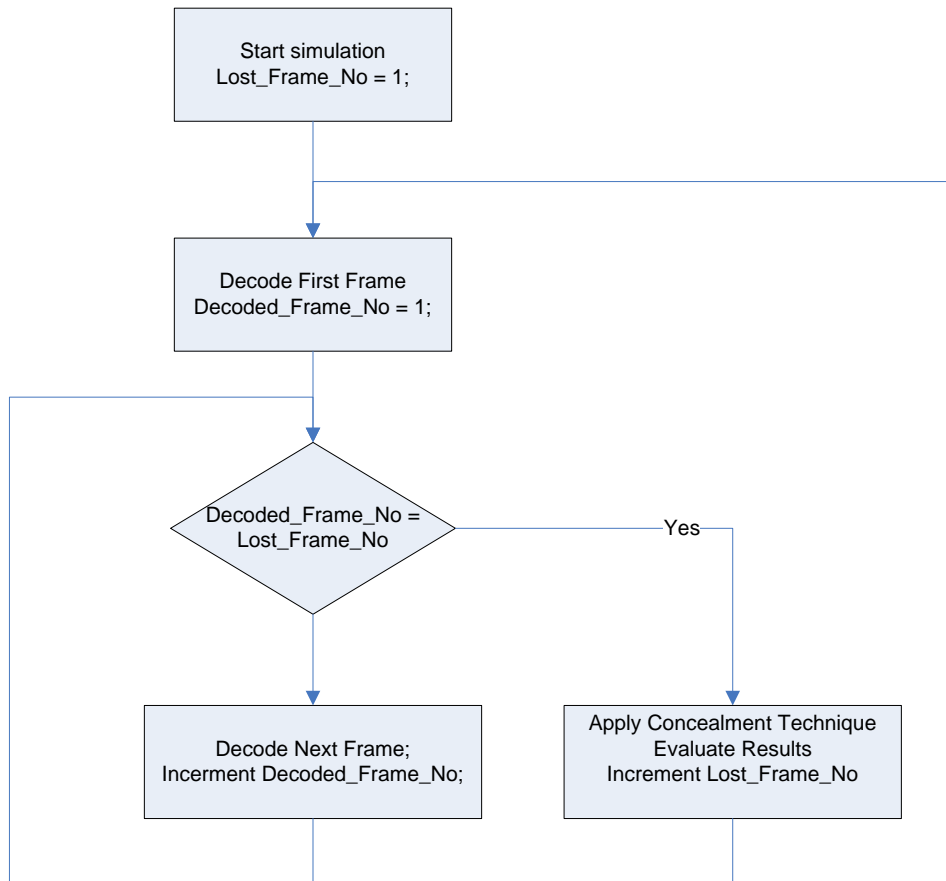 Start simulation
Lost_Frame_No = 1;
Decode First Frame
Decoded_Frame_No = 1;
Decoded_Frame_No =
Lost_Frame_No
Yes
Decode Next Frame;
Incerment Decoded_Frame_No;
Apply Concealment Technique
Evaluate Results
Increment Lost_Frame_No